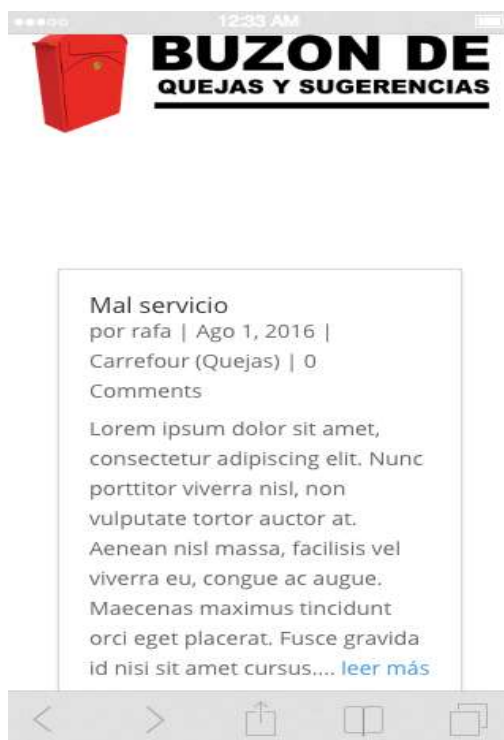 12:33 AM
BUZON DE
QUEJAS Y SUGERENCIAS
Mal servicio
por rafa | Ago 1, 2016 |
Carrefour (Quejas) | 0
Comments
Lorem ipsum dolor sit amet,
consectetur adipiscing elit. Nunc
porttitor viverra nisl, non
vulputate tortor auctor at.
Aenean nisl massa, facilisis vel
viverra eu, congue ac augue.
Maecenas maximus tincidunt
orci eget placerat. Fusce gravida
id nisi sit amet cursus.... leer más